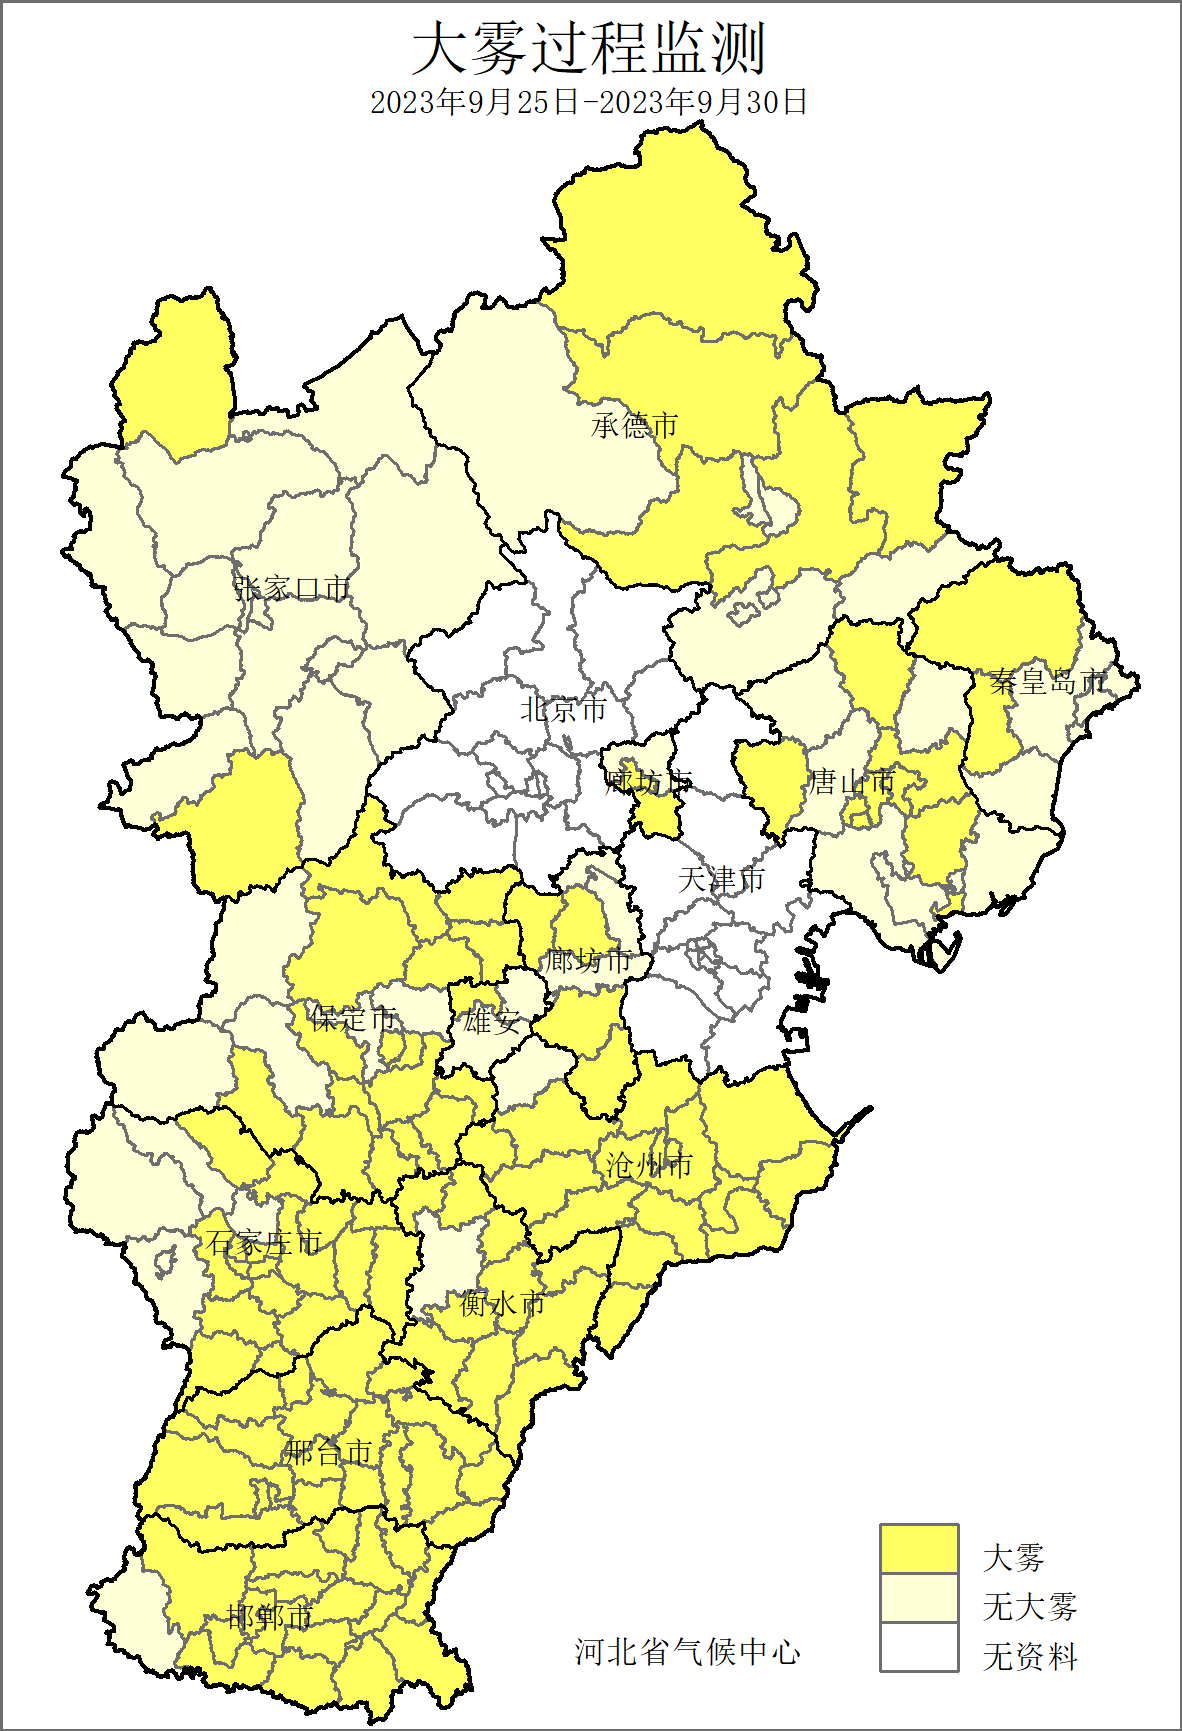 大雾过程监测
2023年9月25日-2023年9月30日
承德市
张家口市
秦皇岛市
北京市
廊坊市
唐山市
天津市
廊坊市
保定市
雄安
沧州市
石家庄市
衡水市
邢台市
邯郸市
大雾
无大雾
无资料
河北省气候中心